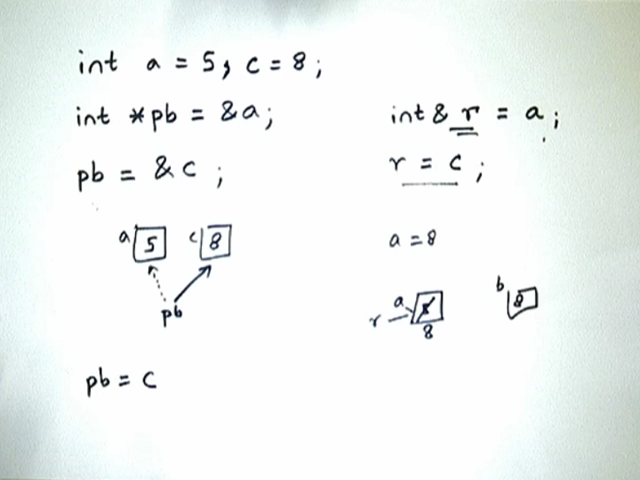 int a = 5, c = 8;
int *pb = &a;
int & r = a;
pb = & c ;
r = c ;
a 5 c 8
a = 8
pb
r a 8
b 8
pb = c